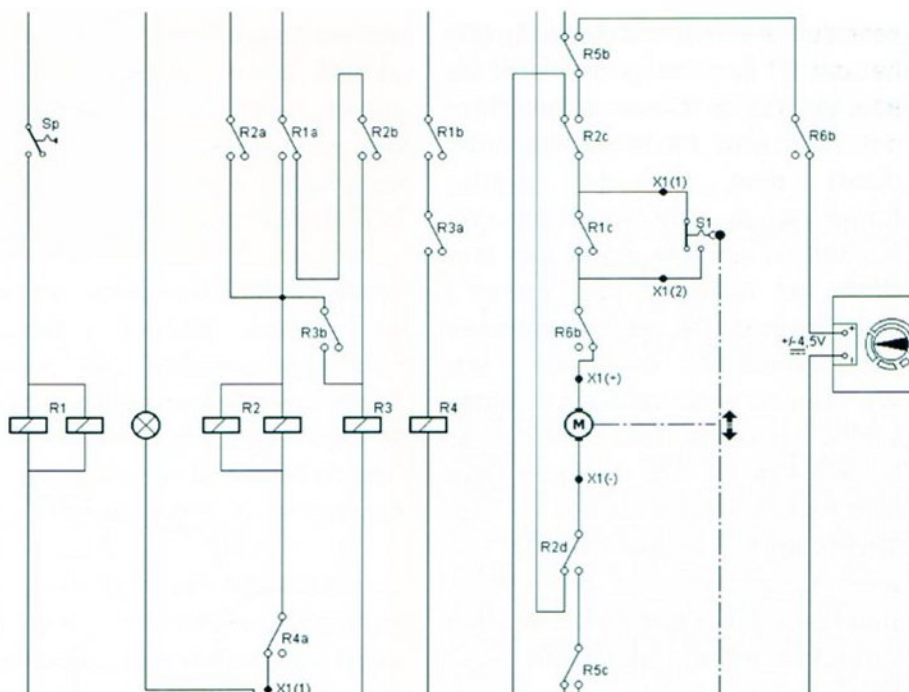 R5b
Sp
R2a
R1a
R2b
R1b
R2c
R6b
X1(1)
R3a
R1c
S1
X1(2)
R3b
R6b
+/-4,5V
+
-
X1(+)
R1
R2
R3
R4
M
X1(-)
R2d
R4a
R5c
X1(1)